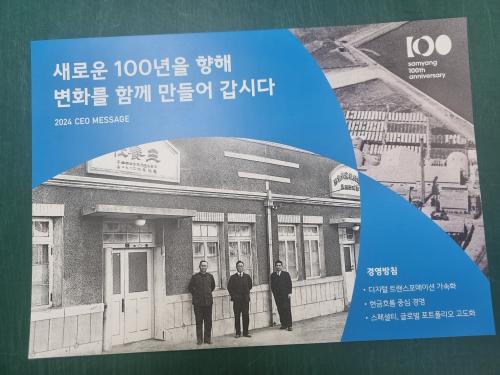 새로운 100년을 향해
변화를 함께 만들어 갑시다
2024 CEO MESSAGE
100
samyang
100th
anniversary
경영방침
• 디지털 트랜스포메이션 가속화
• 현금흐름 중심 경영
• 스페셜티, 글로벌 포트폴리오 고도화